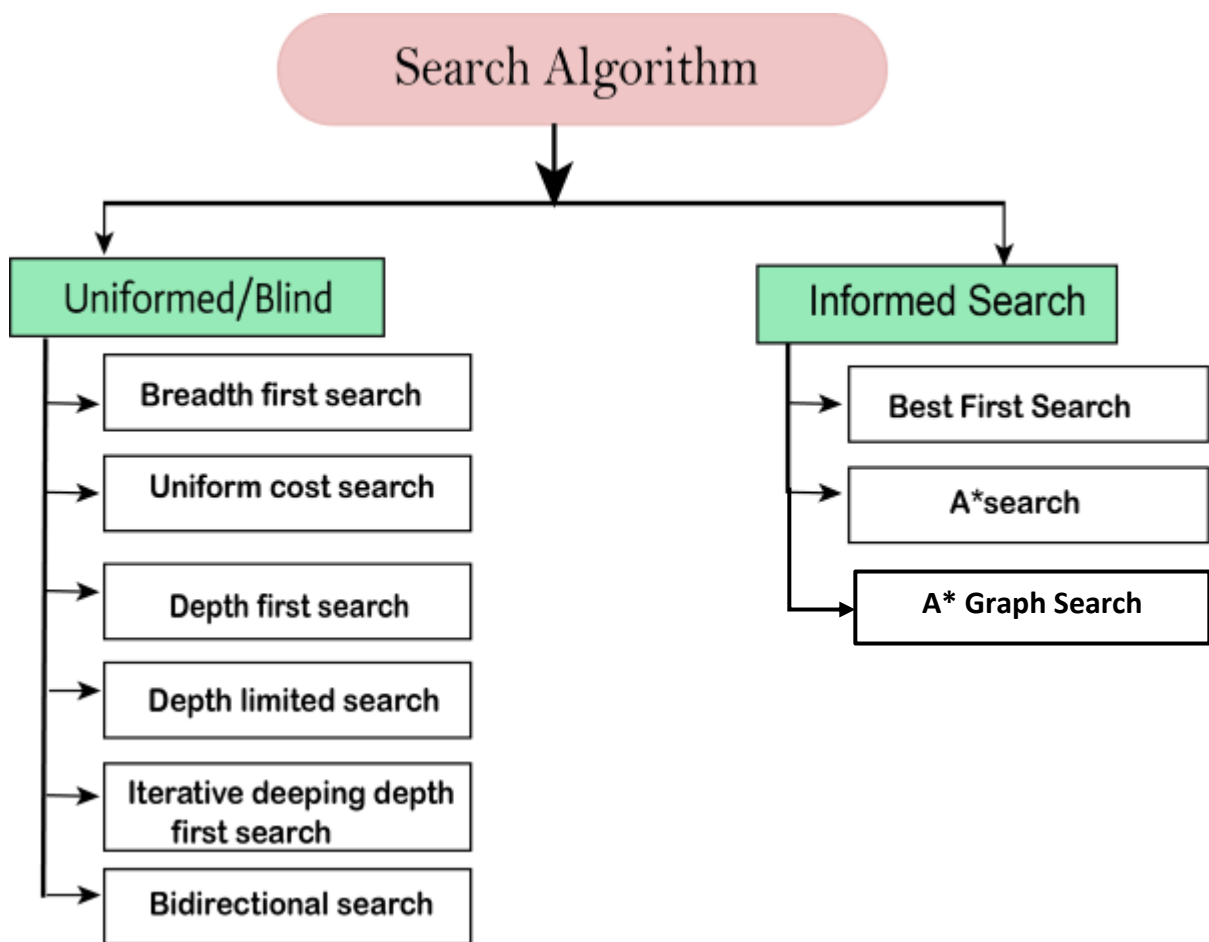 Search Algorithm
Uniformed/Blind
Breadth first search
Uniform cost search
Depth first search
Depth limited search
Iterative deeping depth
first search
Bidirectional search
Informed Search
Best First Search
A*search
A* Graph Search